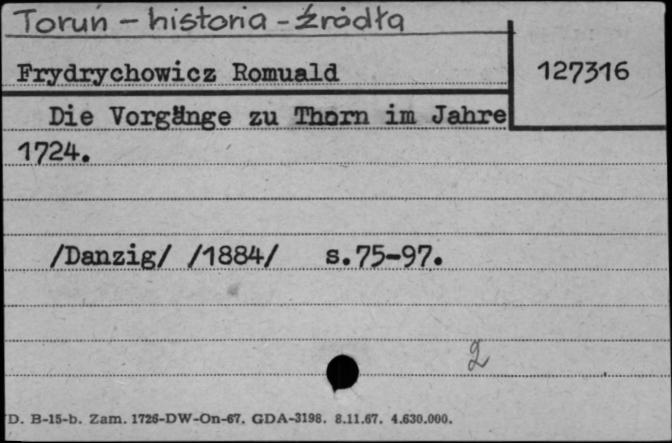 Toruń - historia - źródła
Frydrychowicz Romuald
127316
Die Vorgänge zu Thorn im Jahre
1724.
/Danzig/ /1884/ s.75-97.
2
D. B-15-b. Zam. 1726-DW-On-67. GDA-3198. 8.11.67. 4.630.000.